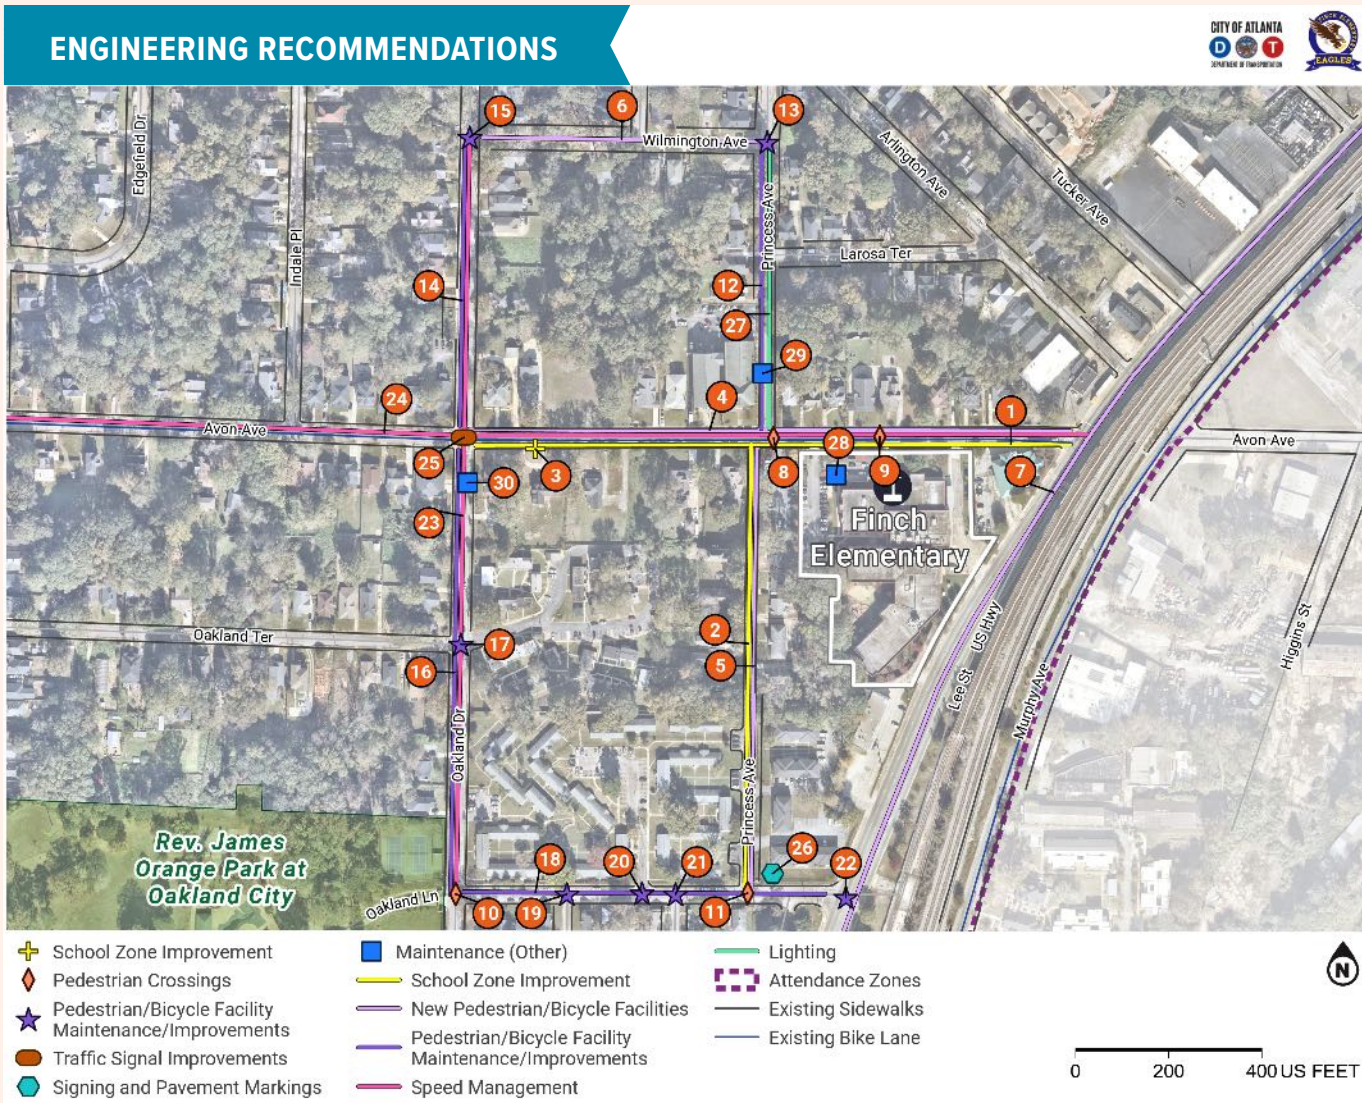 ENGINEERING RECOMMENDATIONS
CITY OF ATLANTA
D T
DEPARTMENT OF TRANSPORTATION
FINCH ELEMENTARY
EAGLES
15
6
13
Wilmington Ave
Edgefield Dr
Arlington Ave
Tucker Ave
Princess Ave
Indale Pl
Larosa Ter
14
12
27
29
24
4
1
Avon Ave
Avon Ave
25
3
8
28
9
7
30
23
Finch
Elementary
Oakland Ter
17
16
2
5
Lee St
US Hwy
Murphy Ave
Higgins St
Oakland Dr
Princess Ave
Rev. James
Orange Park at
Oakland City
Oakland Ln
18
20
21
26
22
10
19
11
School Zone Improvement
Pedestrian Crossings
Pedestrian/Bicycle Facility
Maintenance/Improvements
Traffic Signal Improvements
Signing and Pavement Markings
Maintenance (Other)
School Zone Improvement
New Pedestrian/Bicycle Facilities
Pedestrian/Bicycle Facility
Maintenance/Improvements
Speed Management
Lighting
Attendance Zones
Existing Sidewalks
Existing Bike Lane
N
0 200 400 US FEET